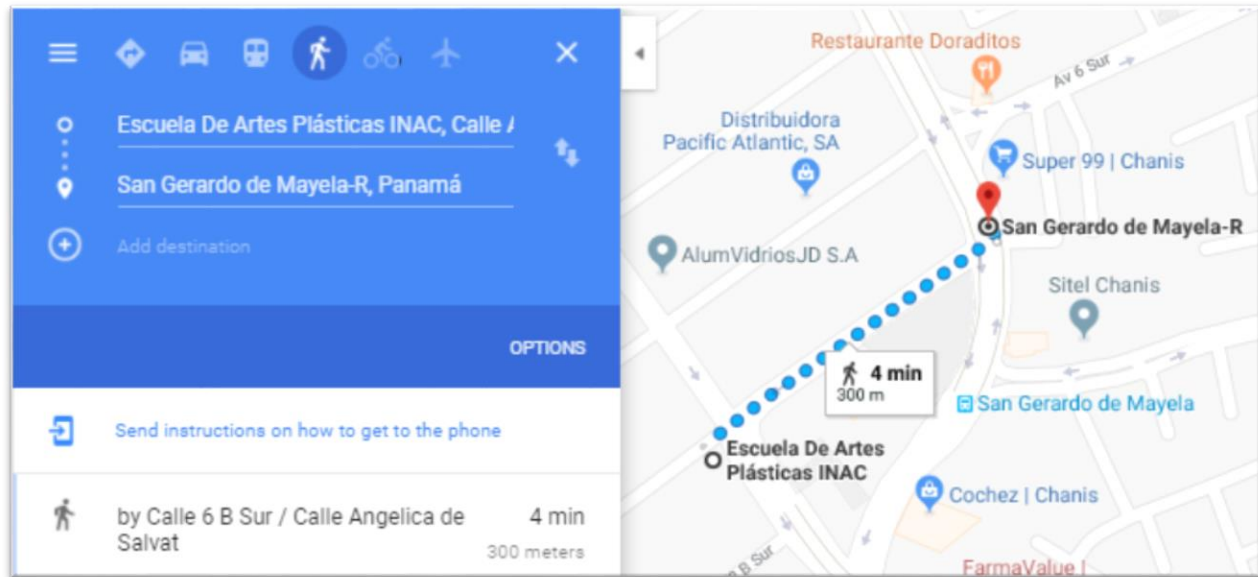 Escuela De Artes Plásticas INAC, Calle A
San Gerardo de Mayela-R, Panamá
Add destination
OPTIONS
Send instructions on how to get to the phone
by Calle 6 B Sur / Calle Angelica de
Salvat
4 min
300 meters
Restaurante Doraditos
Av 6 Sur
Distribuidora
Pacific Atlantic, SA
Super 99 | Chanis
San Gerardo de Mayela-R
AlumVidriosJD S.A
Sitel Chanis
4 min
300 m
San Gerardo de Mayela
Escuela De Artes
Plásticas INAC
Cochez | Chanis
B Sur
FarmaValue |